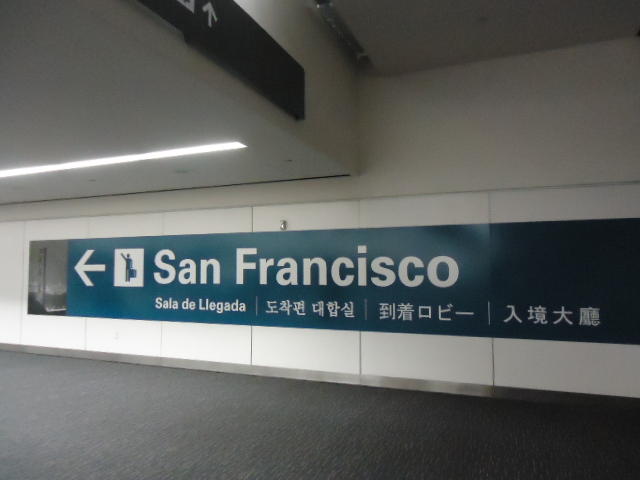 San Francisco
Sala de Llegada | 도착편 대합실 | 到着ロビー | 入境大廳